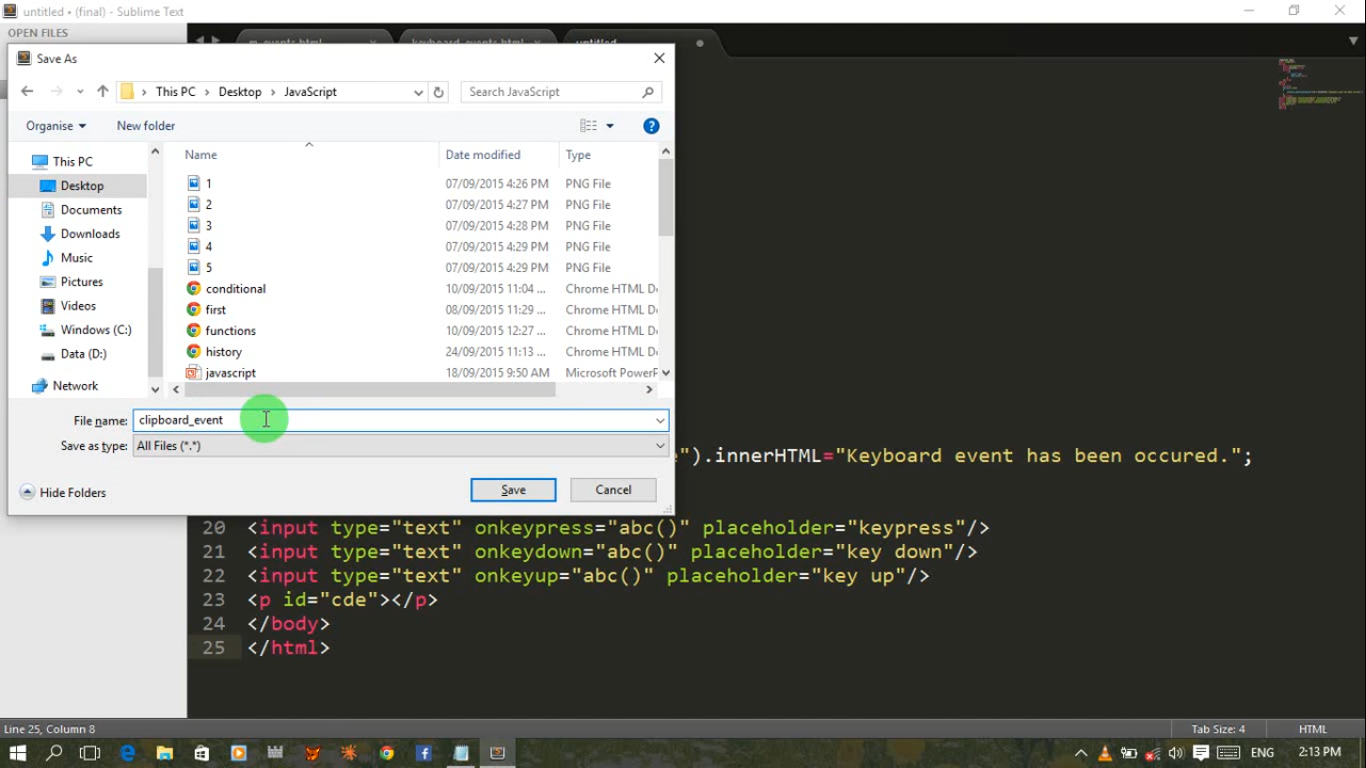 untitled • (final) - Sublime Text
OPEN FILES
untitled
Save As
This PC > Desktop > JavaScript
Search JavaScript
Organise
New folder
Name
Date modified
Type
This PC
Desktop
Documents
Downloads
Music
Pictures
Videos
Windows (C:)
Data (D:)
Network
1 07/09/2015 4:26 PM PNG File
2 07/09/2015 4:27 PM PNG File
3 07/09/2015 4:28 PM PNG File
4 07/09/2015 4:29 PM PNG File
5 07/09/2015 4:29 PM PNG File
conditional 10/09/2015 11:04 ... Chrome HTML D
first 08/09/2015 11:29 ... Chrome HTML D
functions 10/09/2015 12:27 ... Chrome HTML D
history 24/09/2015 11:13 ... Chrome HTML D
javascript 18/09/2015 9:50 AM Microsoft PowerP
File name: clipboard_event
Save as type: All Files (*.*)
Hide Folders
Save
Cancel
").innerHTML="Keyboard event has been occured.";
20 <input type="text" onkeypress="abc()" placeholder="keypress"/>
21 <input type="text" onkeydown="abc()" placeholder="key down"/>
22 <input type="text" onkeyup="abc()" placeholder="key up"/>
23 <p id="cde"></p>
24 </body>
25 </html>
Line 25, Column 8
Tab Size: 4
HTML
ENG
2:13 PM